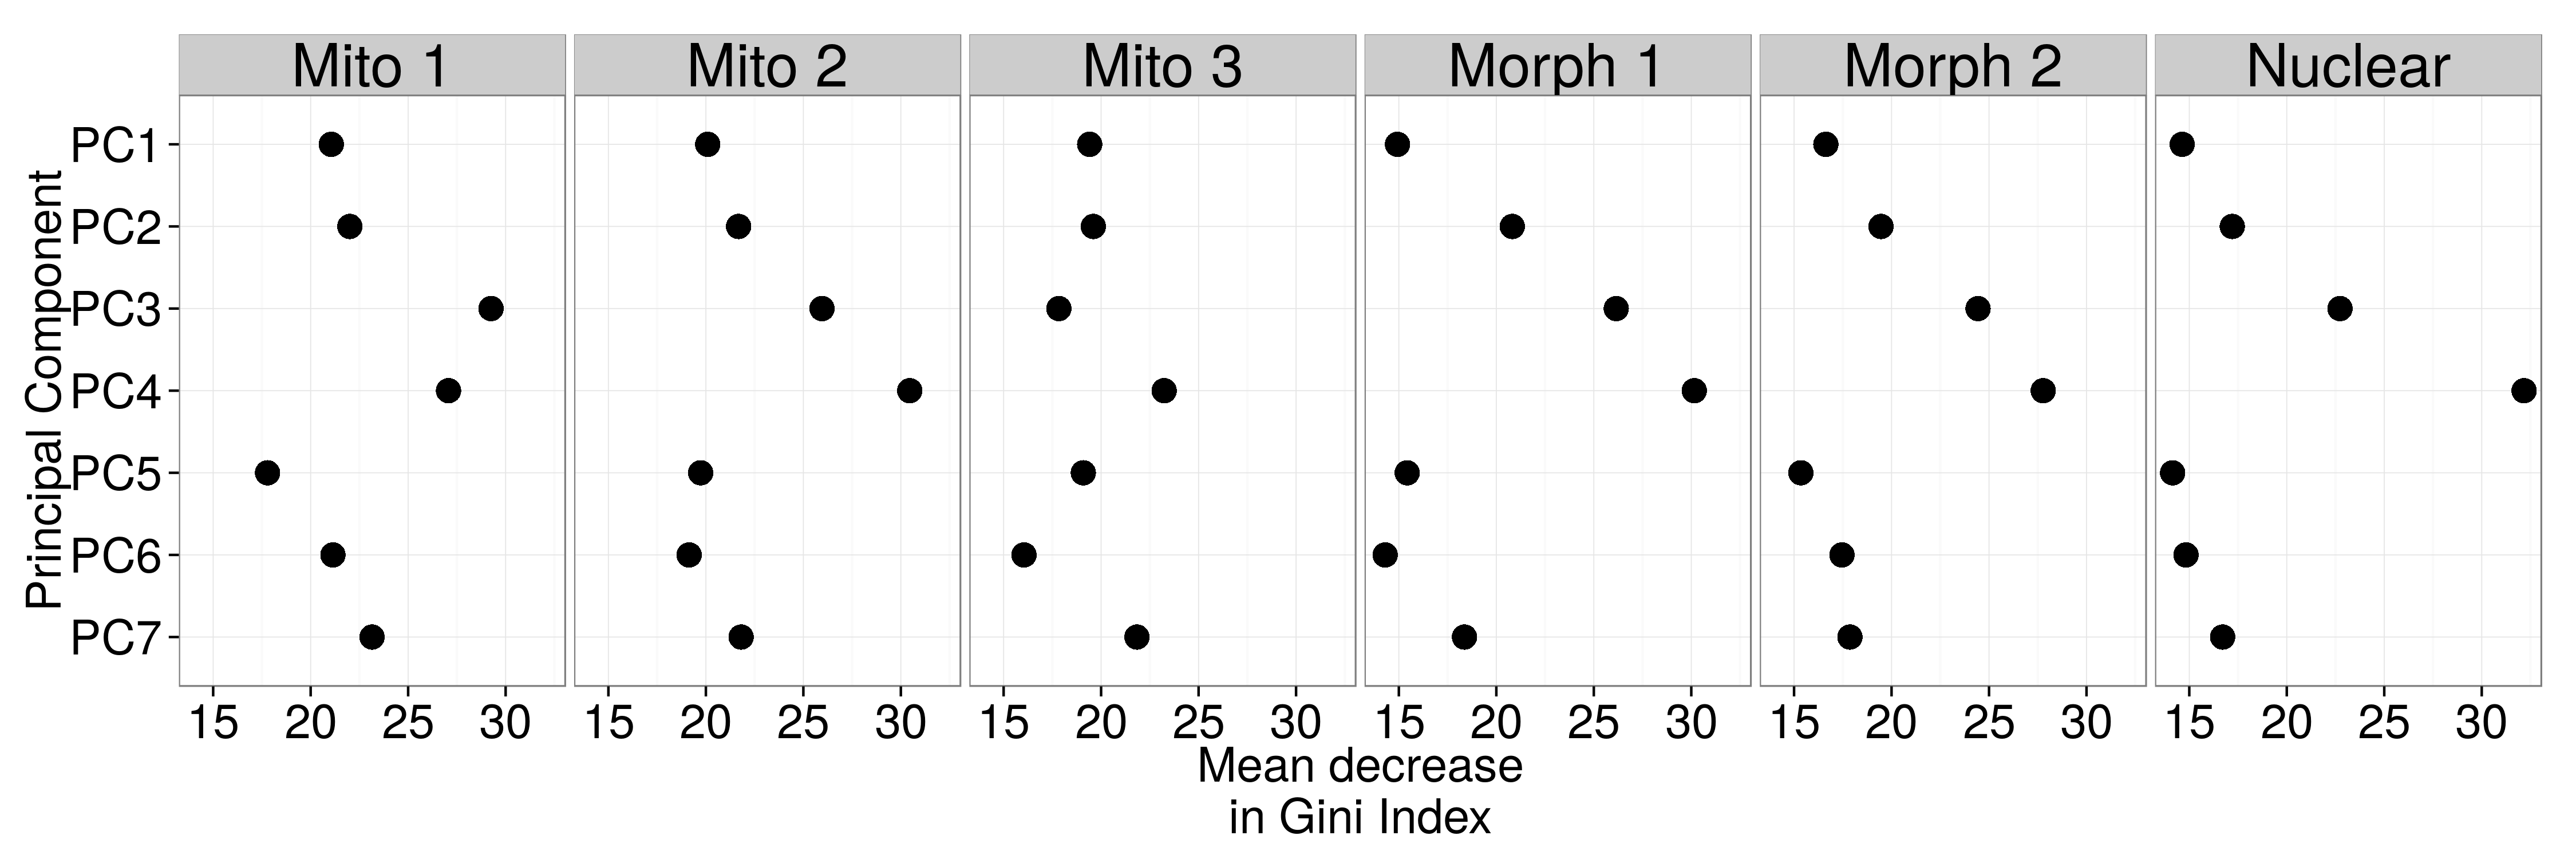 Mito 1 Mito 2 Mito 3 Morph 1 Morph 2 Nuclear
Principal Component
PC1
PC2
PC3
PC4
PC5
PC6
PC7
15 20 25 30 15 20 25 30 15 20 25 30 15 20 25 30 15 20 25 30 15 20 25 30
Mean decrease
in Gini Index